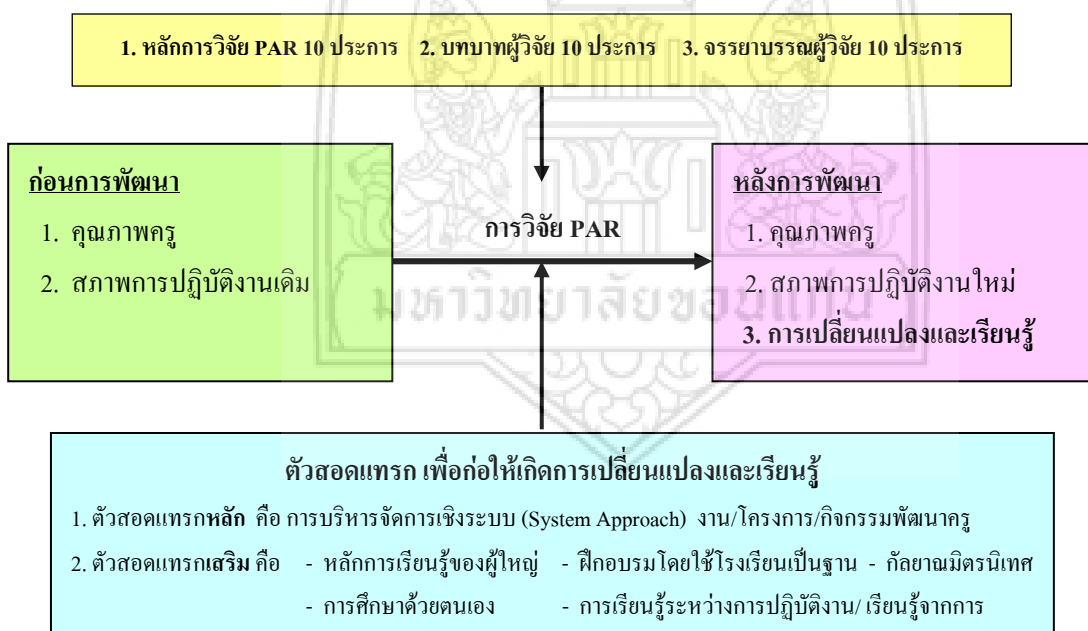 1. หลักการวิจัย PAR 10 ประการ 2. บทบาทผู้วิจัย 10 ประการ 3. จรรยาบรรณผู้วิจัย 10 ประการ
ก่อนการพัฒนา
1. คุณภาพครู
2. สภาพการปฏิบัติงานเดิม
การวิจัย PAR
หลังการพัฒนา
1. คุณภาพครู
2. สภาพการปฏิบัติงานใหม่
3. การเปลี่ยนแปลงและเรียนรู้
มหาวิทยาลัยขอนแก่น
ตัวสอดแทรก เพื่อก่อให้เกิดการเปลี่ยนแปลงและเรียนรู้
1. ตัวสอดแทรกหลัก คือ การบริหารจัดการเชิงระบบ (System Approach) งาน/โครงการ/กิจกรรมพัฒนาครู
2. ตัวสอดแทรกเสริม คือ - หลักการเรียนรู้ของผู้ใหญ่ - ฝึกอบรมโดยใช้โรงเรียนเป็นฐาน - กัลยาณมิตรนิเทศ
- การศึกษาด้วยตนเอง - การเรียนรู้ระหว่างการปฏิบัติงาน/ เรียนรู้จากการ